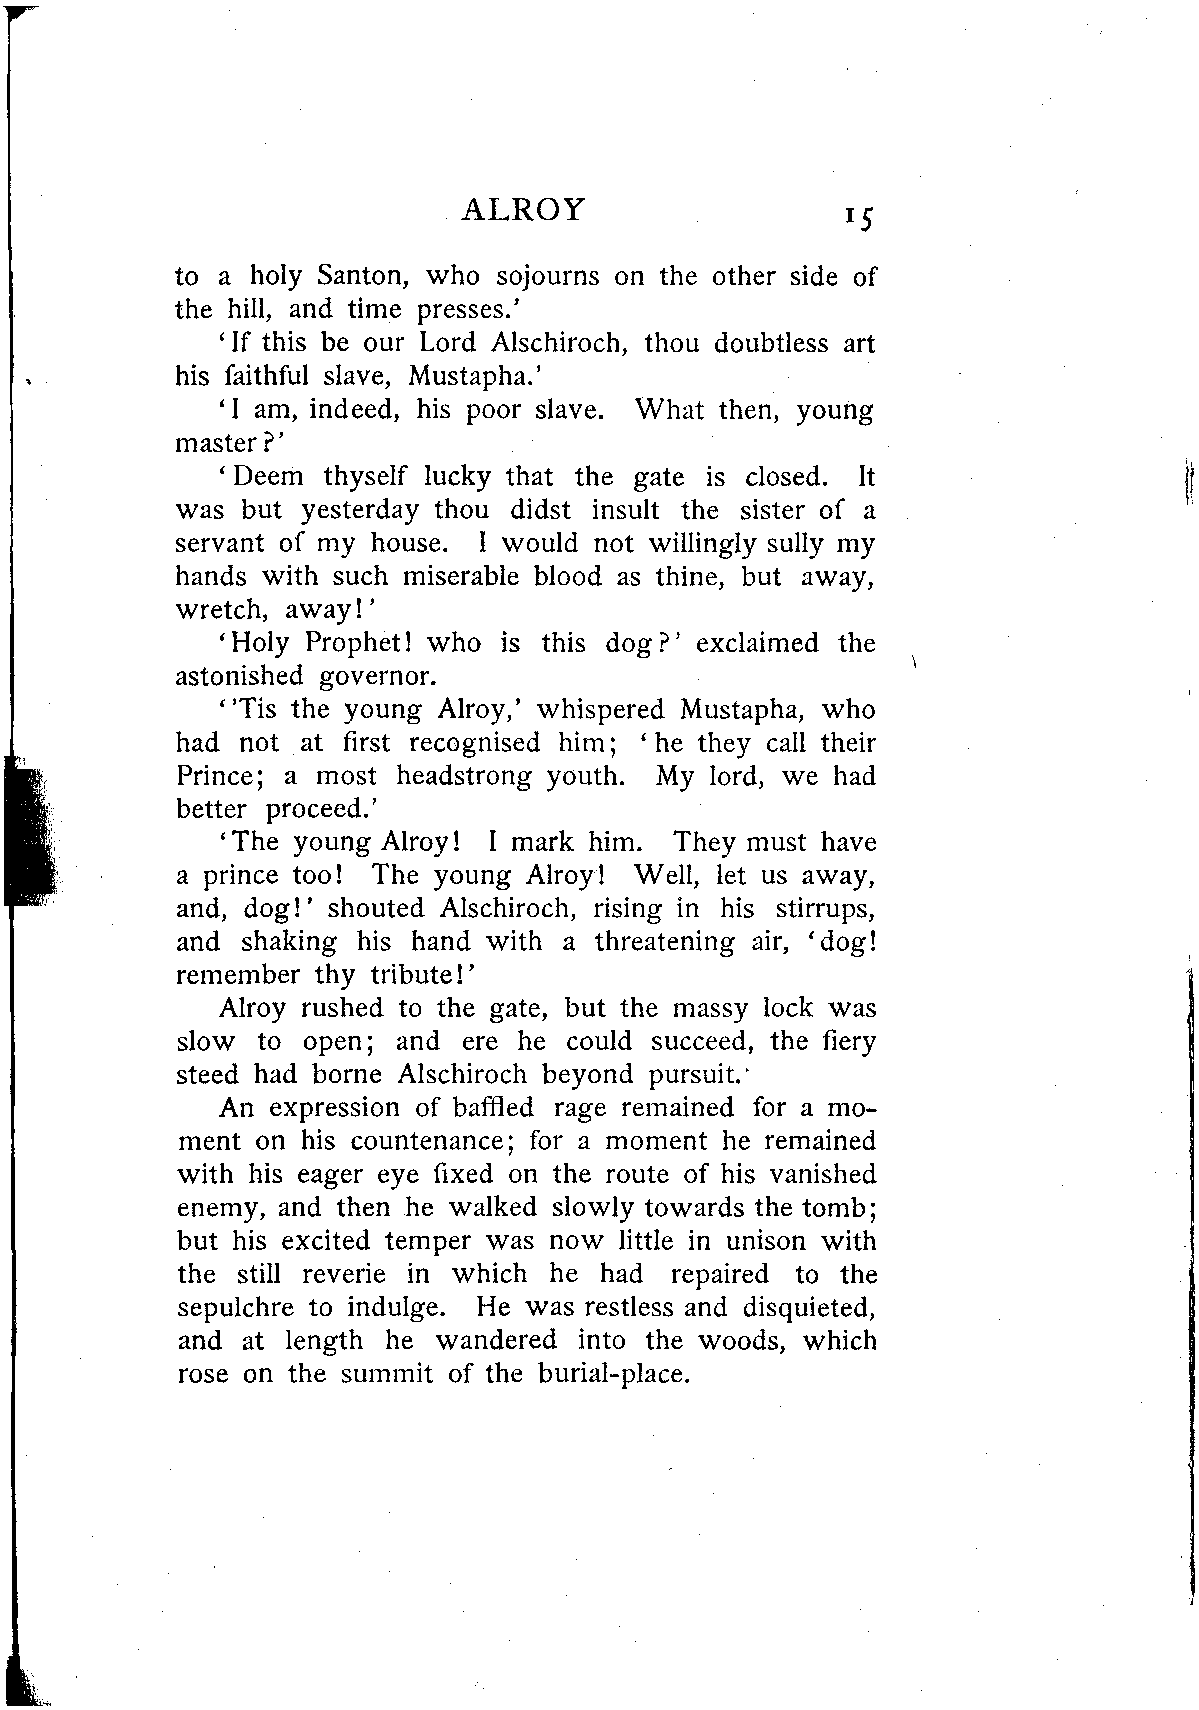 ALROY 15
to a holy Santon, who sojourns on the other side of
the hill, and time presses.'
'If this be our Lord Alschiroch, thou doubtless art
his faithful slave, Mustapha.'
'I am, indeed, his poor slave. What then, young
master?'
'Deem thyself lucky that the gate is closed. It
was but yesterday thou didst insult the sister of a
servant of my house. I would not willingly sully my
hands with such miserable blood as thine, but away,
wretch, away!'
'Holy Prophet! who is this dog?' exclaimed the
astonished governor.
''Tis the young Alroy,' whispered Mustapha, who
had not at first recognised him; 'he they call their
Prince; a most headstrong youth. My lord, we had
better proceed.'
'The young Alroy! I mark him. They must have
a prince too! The young Alroy! Well, let us away,
and, dog!' shouted Alschiroch, rising in his stirrups,
and shaking his hand with a threatening air, 'dog!
remember thy tribute!'
Alroy rushed to the gate, but the massy lock was
slow to open; and ere he could succeed, the fiery
steed had borne Alschiroch beyond pursuit.
An expression of baffled rage remained for a mo-
ment on his countenance; for a moment he remained
with his eager eye fixed on the route of his vanished
enemy, and then he walked slowly towards the tomb;
but his excited temper was now little in unison with
the still reverie in which he had repaired to the
sepulchre to indulge. He was restless and disquieted,
and at length he wandered into the woods, which
rose on the summit of the burial-place.